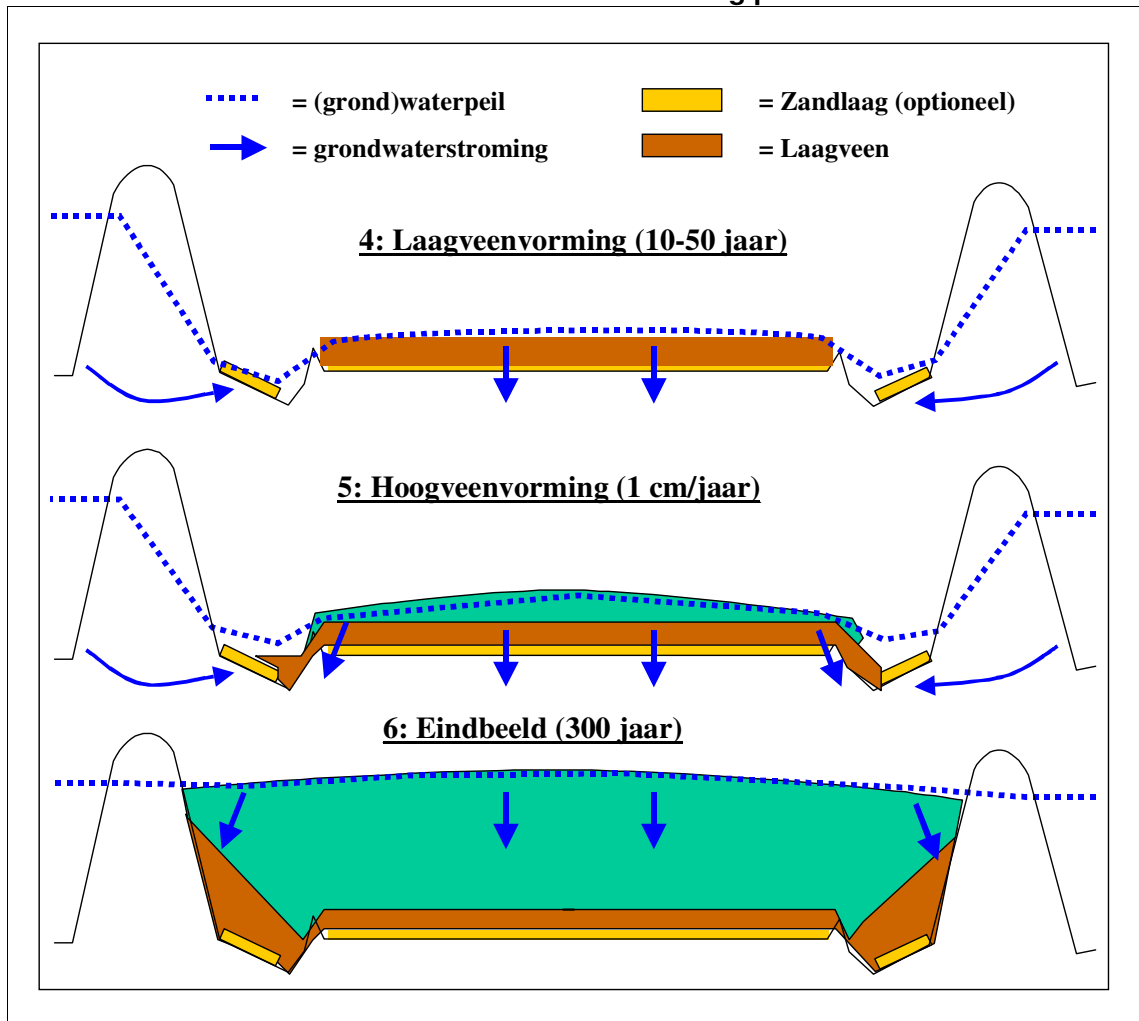 = (grond)waterpeil
= Zandlaag (optioneel)
= grondwaterstroming
= Laagveen
4: Laagveenvorming (10-50 jaar)
5: Hoogveenvorming (1 cm/jaar)
6: Eindbeeld (300 jaar)